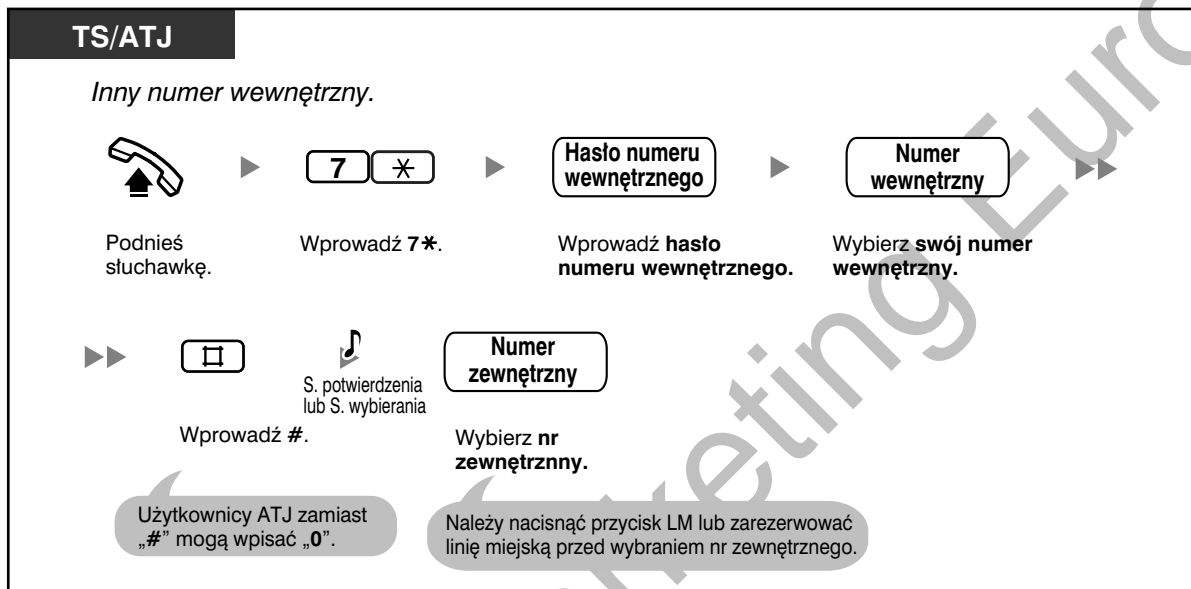 TS/ATJ
Inny numer wewnętrzny.
7 ✳
Hasło numeru
wewnętrznego
Numer
wewnętrzny
Podnieś
słuchawkę.
Wprowadź 7✳.
Wprowadź hasło
numeru wewnętrznego.
Wybierz swój numer
wewnętrzny.
#
S. potwierdzenia
lub S. wybierania
Numer
zewnętrzny
Wprowadź #.
Wybierz nr
zewnętrznny.
Użytkownicy ATJ zamiast
„#” mogą wpisać „0”.
Należy nacisnąć przycisk LM lub zarezerwować
linię miejską przed wybraniem nr zewnętrznego.